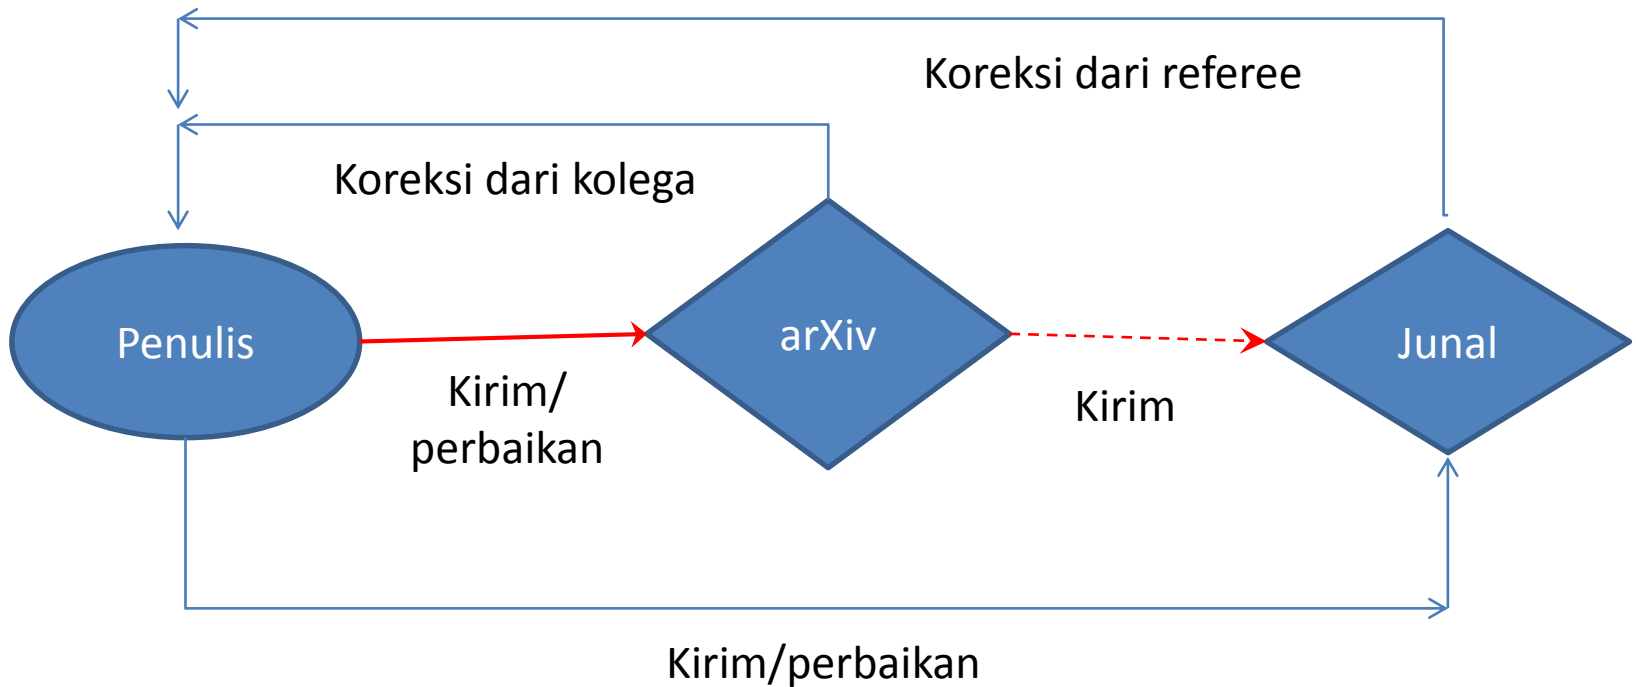 Koreksi dari referee
Koreksi dari kolega
Penulis
arXiv
Junal
Kirim/
perbaikan
Kirim
Kirim/perbaikan